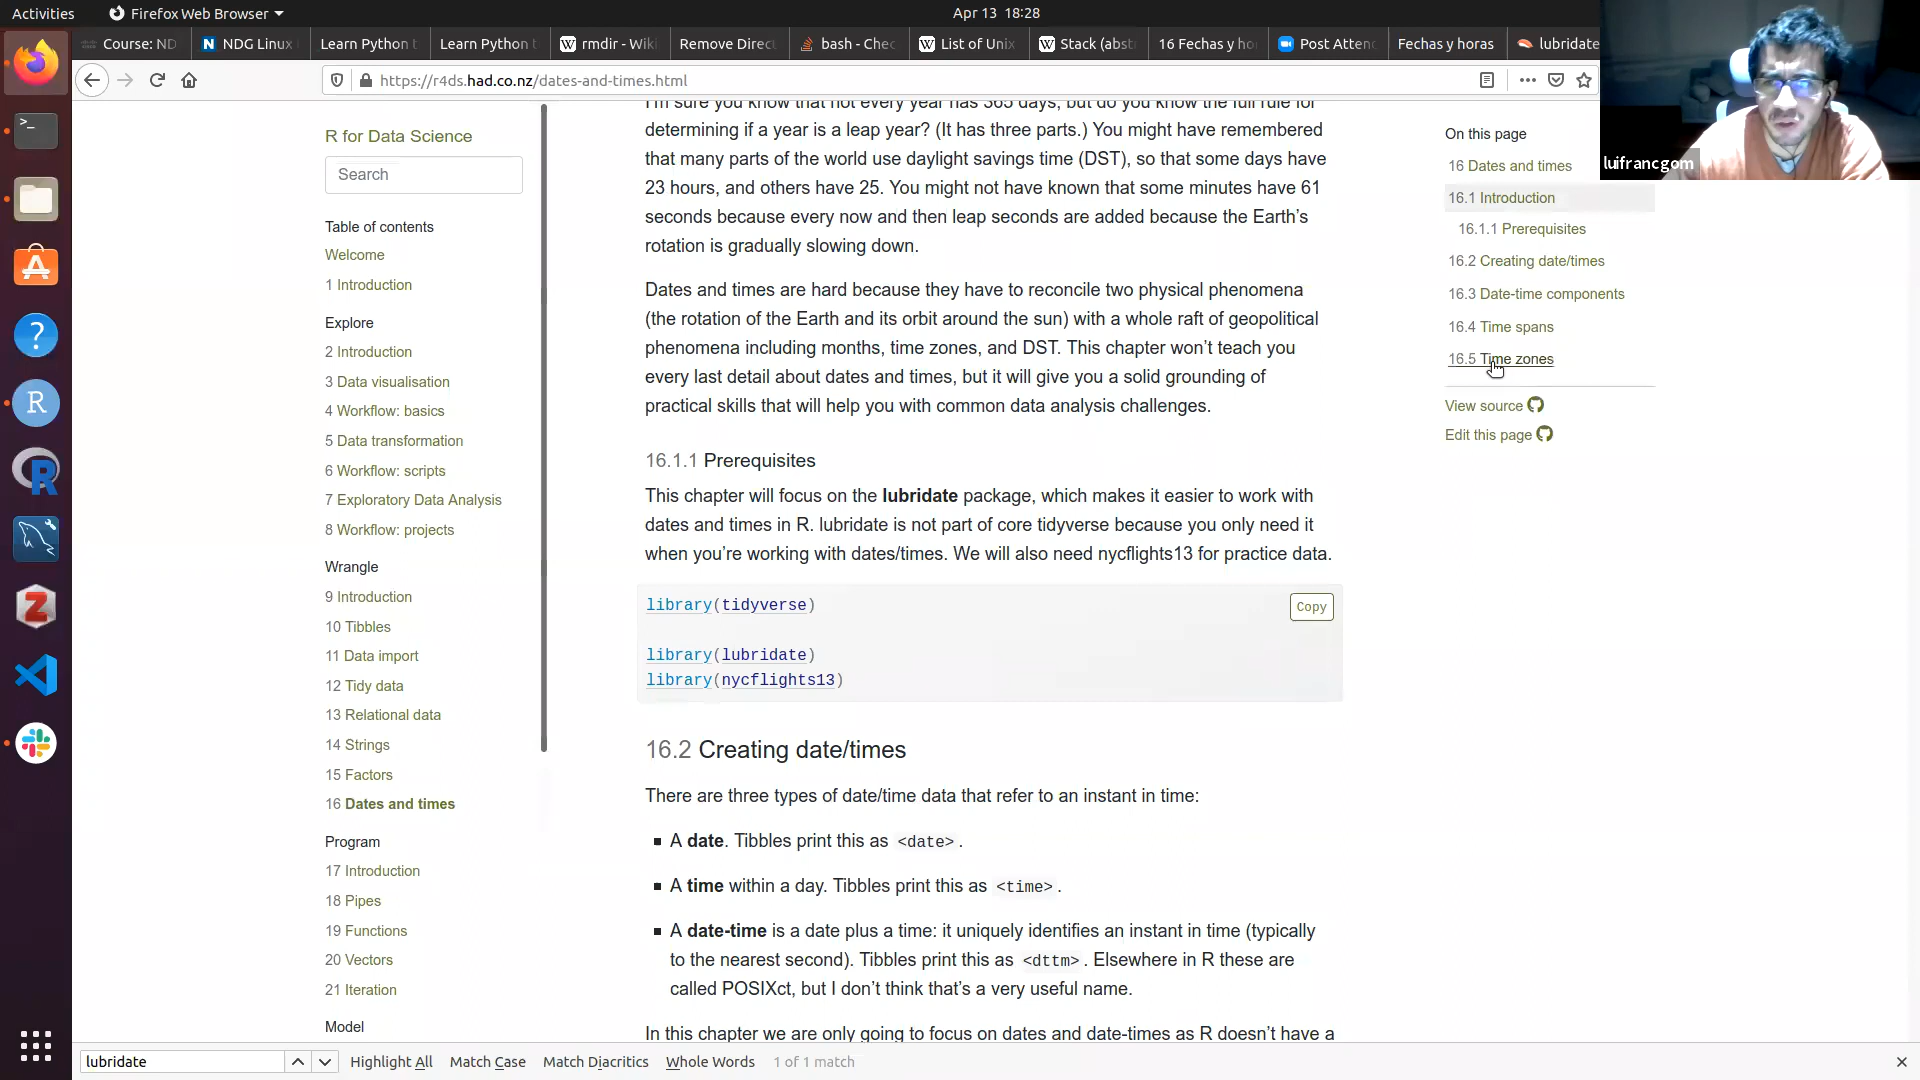 Activities
Firefox Web Browser
Apr 13 18:28
Course: ND
NDG Linux
Learn Python t
Learn Python t
rmdir - Wik
Remove Direc
bash - Chec
List of Unix
Stack (abst
16 Fechas y ho
Post Atten
Fechas y horas
lubridate
https://r4ds.had.co.nz/dates-and-times.html
luifrancgom
R for Data Science
Search
Table of contents
Welcome
1 Introduction
Explore
2 Introduction
3 Data visualisation
4 Workflow: basics
5 Data transformation
6 Workflow: scripts
7 Exploratory Data Analysis
8 Workflow: projects
Wrangle
9 Introduction
10 Tibbles
11 Data import
12 Tidy data
13 Relational data
14 Strings
15 Factors
16 Dates and times
Program
17 Introduction
18 Pipes
19 Functions
20 Vectors
21 Iteration
Model
I'm sure you know that not every year has 365 days, but do you know the full rule for
determining if a year is a leap year? (It has three parts.) You might have remembered
that many parts of the world use daylight savings time (DST), so that some days have
23 hours, and others have 25. You might not have known that some minutes have 61
seconds because every now and then leap seconds are added because the Earth's
rotation is gradually slowing down.
Dates and times are hard because they have to reconcile two physical phenomena
(the rotation of the Earth and its orbit around the sun) with a whole raft of geopolitical
phenomena including months, time zones, and DST. This chapter won't teach you
every last detail about dates and times, but it will give you a solid grounding of
practical skills that will help you with common data analysis challenges.
16.1.1 Prerequisites
This chapter will focus on the lubridate package, which makes it easier to work with
dates and times in R. lubridate is not part of core tidyverse because you only need it
when you're working with dates/times. We will also need nycflights13 for practice data.
library(tidyverse)
Copy
library(lubridate)
library(nycflights13)
16.2 Creating date/times
There are three types of date/time data that refer to an instant in time:
A date. Tibbles print this as <date>.
A time within a day. Tibbles print this as <time>.
A date-time is a date plus a time: it uniquely identifies an instant in time (typically
to the nearest second). Tibbles print this as <dttm>. Elsewhere in R these are
called POSIXct, but I don't think that's a very useful name.
In this chapter we are only going to focus on dates and date-times as R doesn't have a
On this page
16 Dates and times
16.1 Introduction
16.1.1 Prerequisites
16.2 Creating date/times
16.3 Date-time components
16.4 Time spans
16.5 Time zones
View source
Edit this page
lubridate
Highlight All
Match Case
Match Diacritics
Whole Words
1 of 1 match